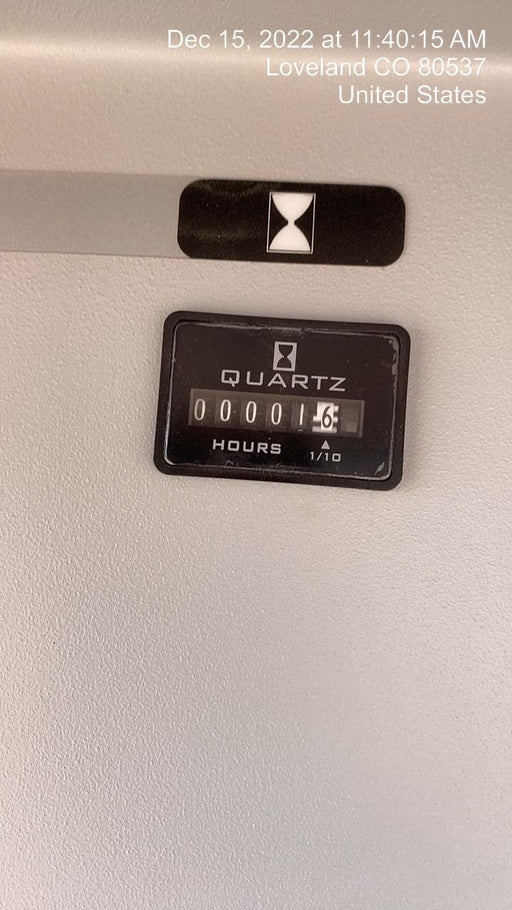 Dec 15, 2022 at 11:40:15 AM
Loveland CO 80537
United States
QUARTZ
000016
HOURS 1/10